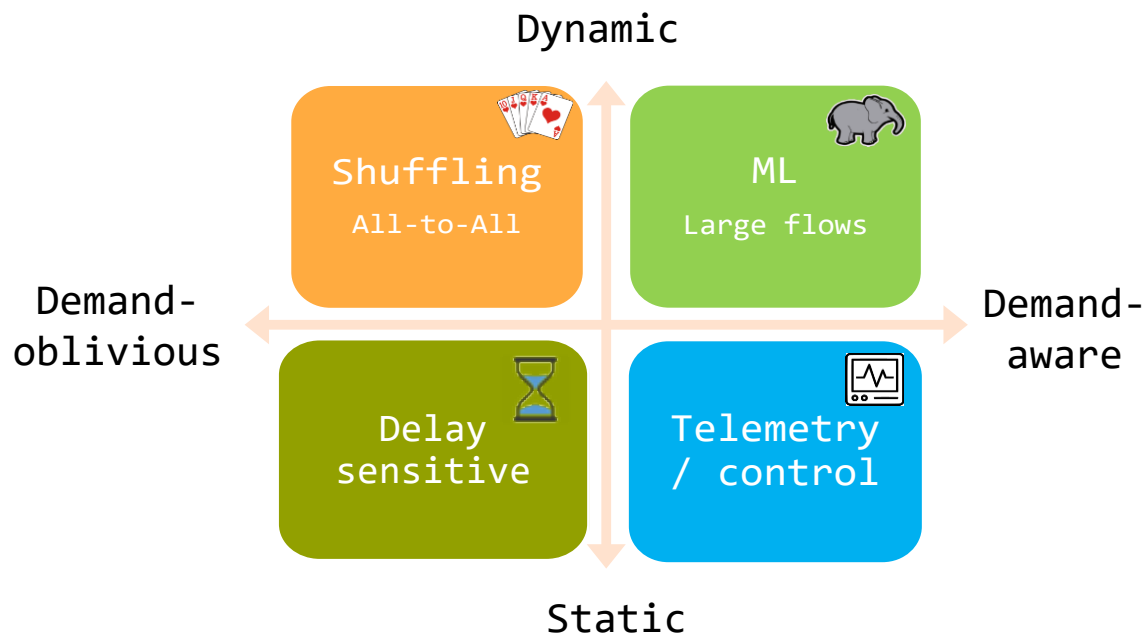 Dynamic
Shuffling
All-to-All
ML
Large flows
Demand-
oblivious
Demand-
aware
Delay
sensitive
Telemetry
/ control
Static